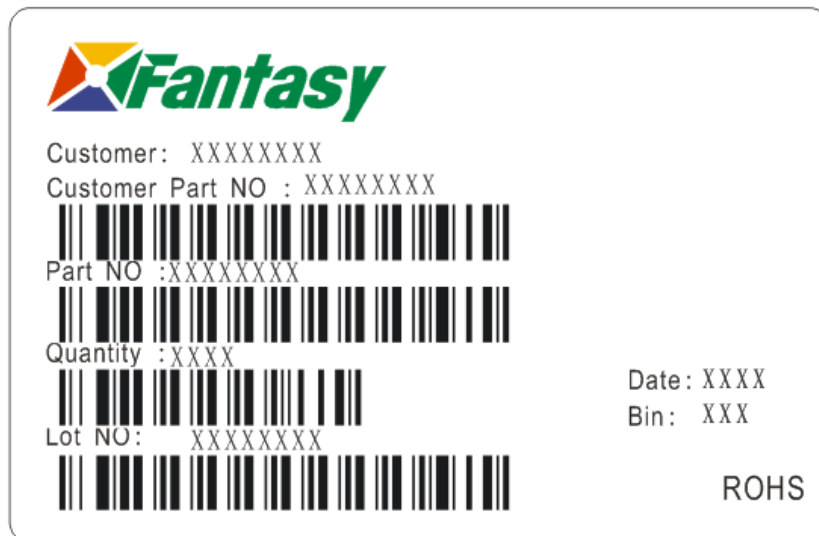 Fantasy
Customer: XXXXXXXX
Customer Part NO : XXXXXXXX
Part NO :XXXXXXXX
Quantity :XXXX
Lot NO: XXXXXXXX
Date: XXXX
Bin: XXX
ROHS